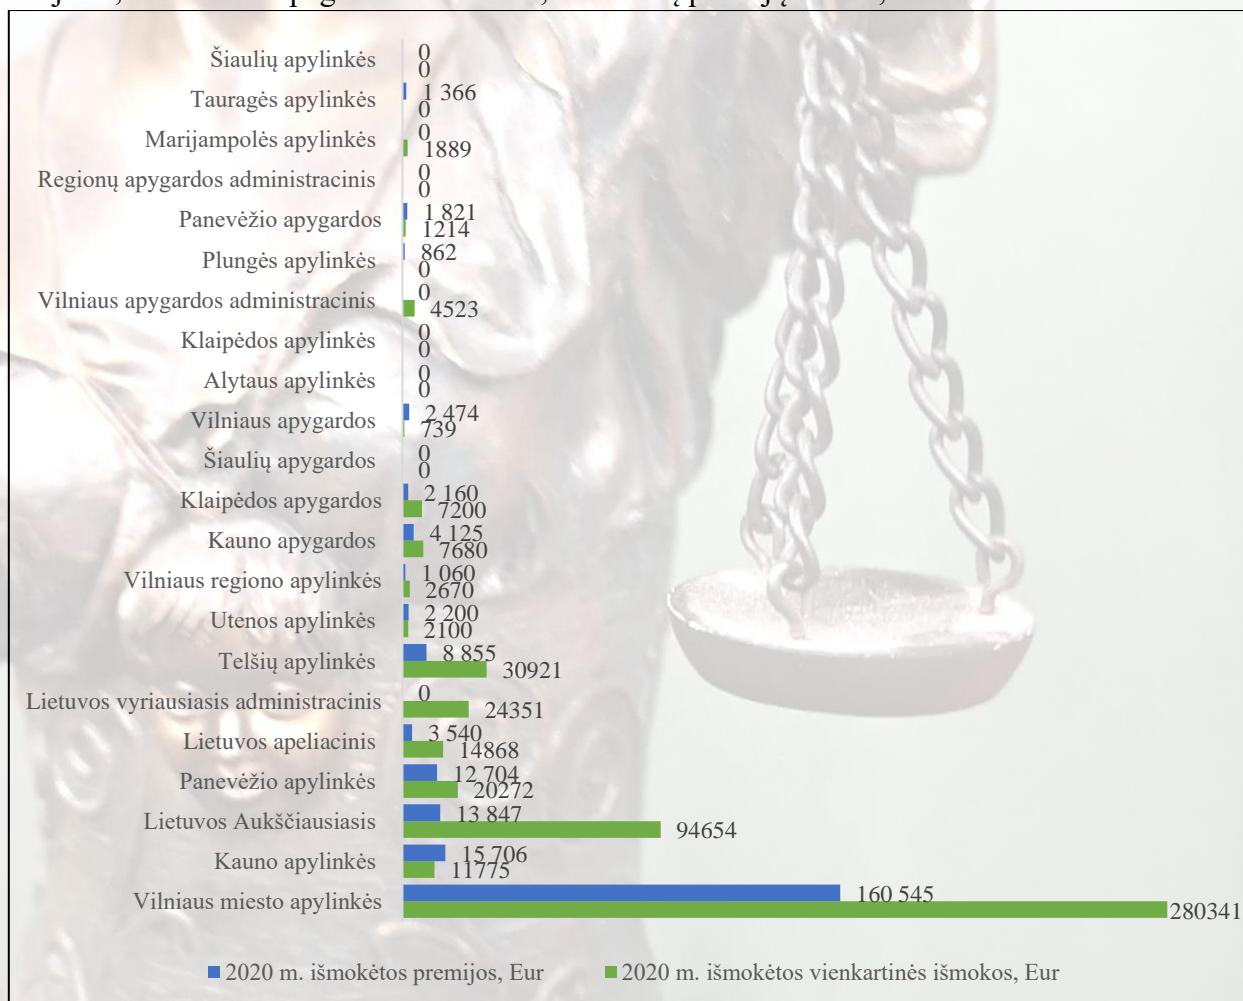 Šiaulių apylinkės 0 0
Tauragės apylinkės 1 366 0
Marijampolės apylinkės 0 1889
Regionų apygardos administracinis 0 0
Panevėžio apygardos 1 821 1214
Plungės apylinkės 862 0
Vilniaus apygardos administracinis 0 4523
Klaipėdos apylinkės 0 0
Alytaus apylinkės 0 0
Vilniaus apygardos 2 474 739
Šiaulių apygardos 0 0
Klaipėdos apygardos 2 160 7200
Kauno apygardos 4 125 7680
Vilniaus regiono apylinkės 1 060 2670
Utenos apylinkės 2 200 2100
Telšių apylinkės 8 855 30921
Lietuvos vyriausiasis administracinis 0 24351
Lietuvos apeliacinis 3 540 14868
Panevėžio apylinkės 12 704 20272
Lietuvos Aukščiausiasis 13 847 94654
Kauno apylinkės 15 706 11775
Vilniaus miesto apylinkės 160 545 280341
2020 m. išmokėtos premijos, Eur 2020 m. išmokėtos vienkartinės išmokos, Eur